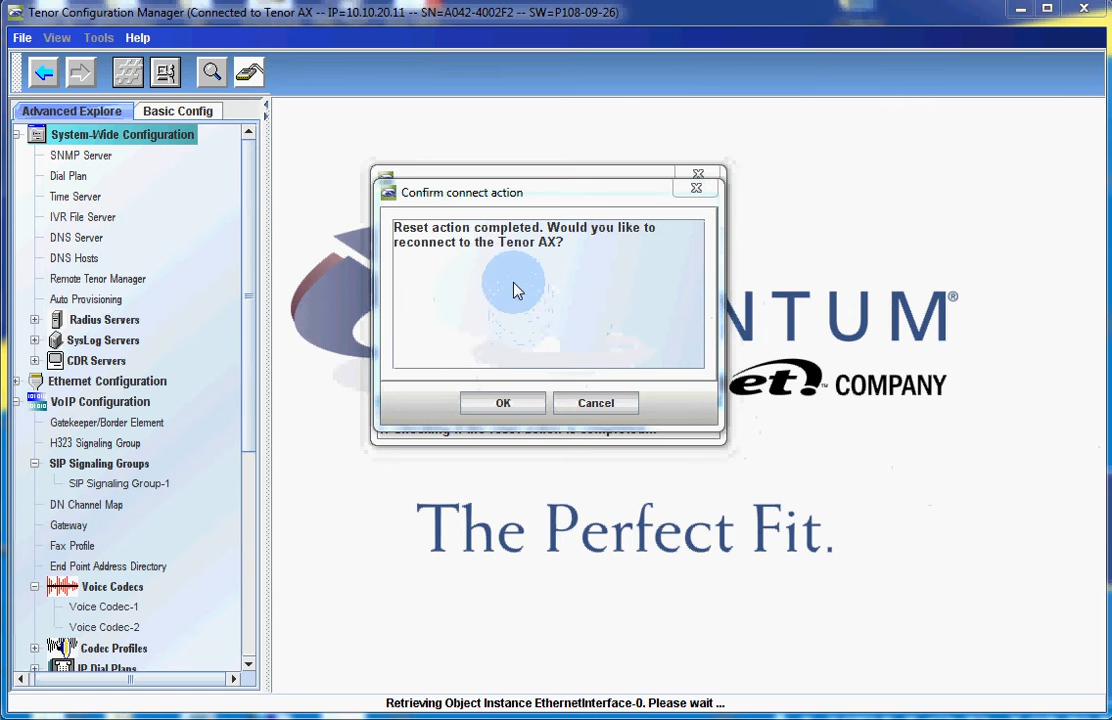 Tenor Configuration Manager (Connected to Tenor AX -- IP=10.10.20.11 -- SN=A042-4002F2 -- SW=P108-09-26)
File View Tools Help
Advanced Explore Basic Config
System-Wide Configuration
SNMP Server
Dial Plan
Time Server
IVR File Server
DNS Server
DNS Hosts
Remote Tenor Manager
Auto Provisioning
Radius Servers
SysLog Servers
CDR Servers
Ethernet Configuration
VoIP Configuration
Gatekeeper/Border Element
H323 Signaling Group
SIP Signaling Groups
SIP Signaling Group-1
DN Channel Map
Gateway
Fax Profile
End Point Address Directory
Voice Codecs
Voice Codec-1
Voice Codec-2
Codec Profiles
IP Dial Plans
Confirm connect action
Reset action completed. Would you like to
reconnect to the Tenor AX?
OK Cancel
NTUM®
et!™ COMPANY
The Perfect Fit.
Retrieving Object Instance EthernetInterface-0. Please wait ...